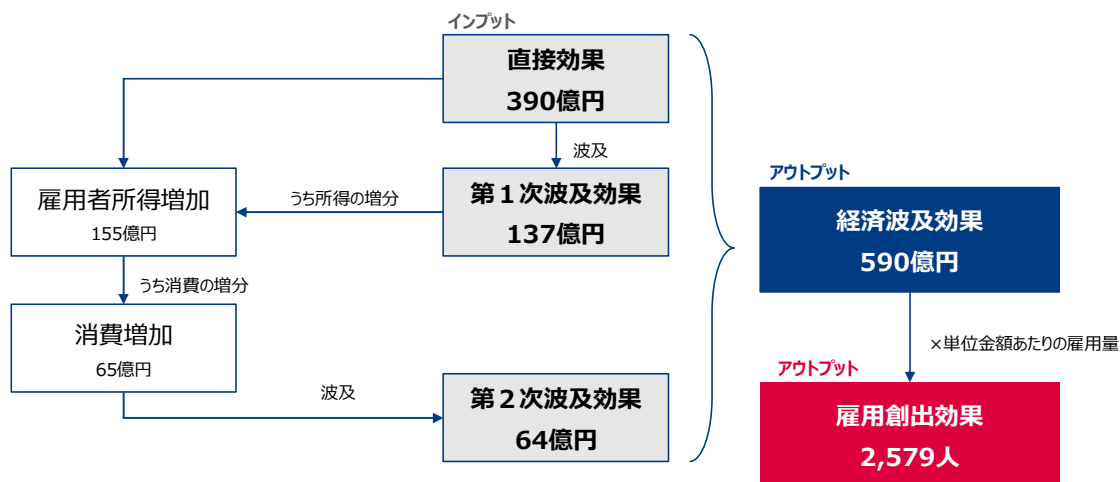 インプット
直接効果
390億円
波及
雇用者所得増加
155億円
うち所得の増分
第１次波及効果
137億円
うち消費の増分
消費増加
65億円
波及
第２次波及効果
64億円
アウトプット
経済波及効果
590億円
×単位金額あたりの雇用量
アウトプット
雇用創出効果
2,579人